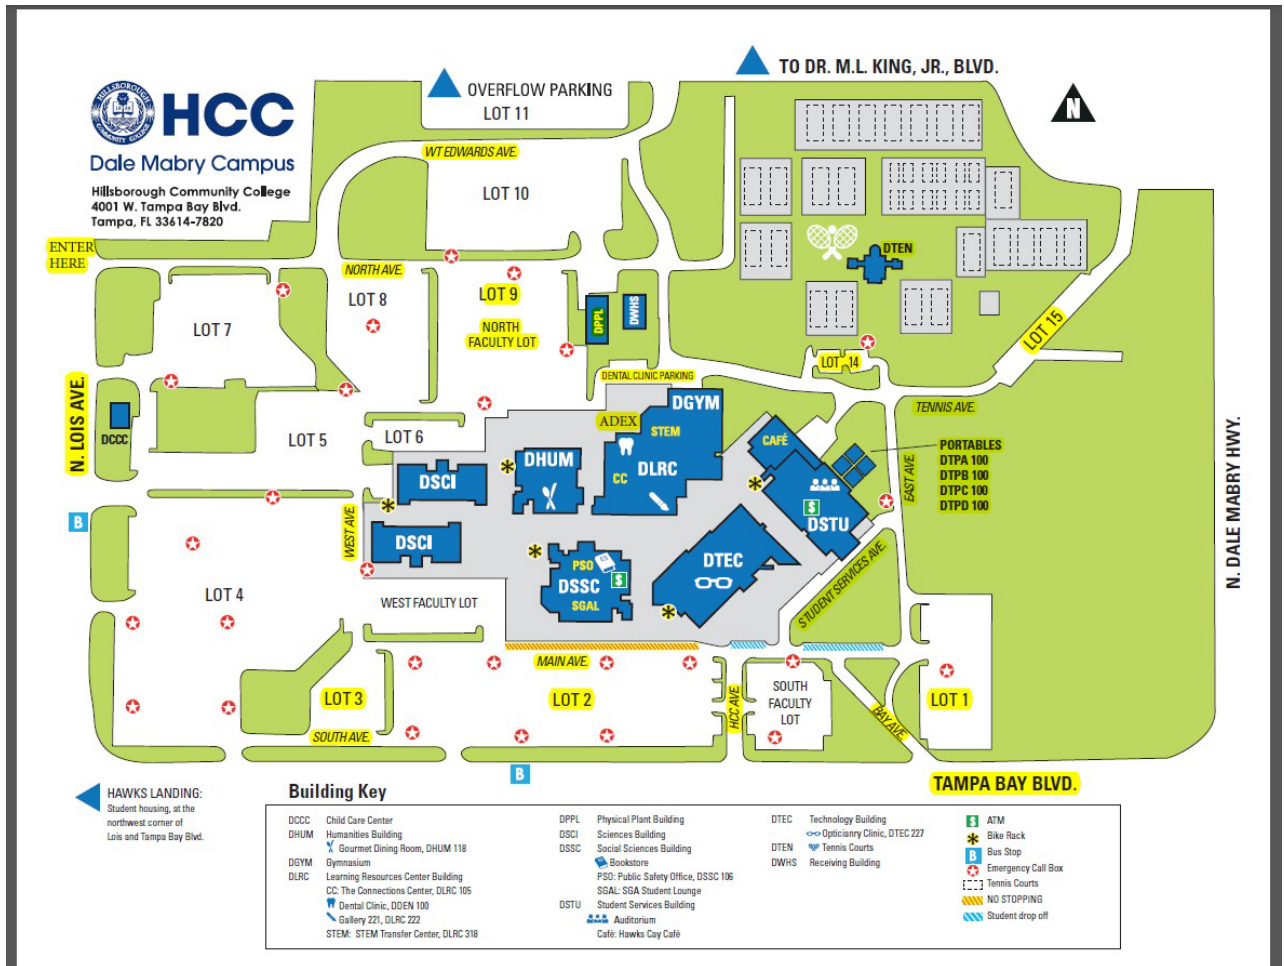 TO DR. M.L. KING, JR., BLVD.
OVERFLOW PARKING
LOT 11
N
HILLSBOROUGH
COMMUNITY COLLEGE
HCC
Dale Mabry Campus
Hillsborough Community College
4001 W. Tampa Bay Blvd.
Tampa, FL 33614-7820
WT EDWARDS AVE.
LOT 10
ENTER
HERE
NORTH AVE.
DTEN
LOT 7
LOT 8
LOT 9
NORTH
FACULTY LOT
DPPL
DWHS
LOT 15
LOT 14
DENTAL CLINIC PARKING
TENNIS AVE.
N. LOIS AVE.
DCCC
LOT 5
LOT 6
ADEX
DGYM
STEM
DLRC
CC
CAFÉ
PORTABLES
DTPA 100
DTPB 100
DTPC 100
DTPD 100
EAST AVE
N. DALE MABRY HWY.
DSCI
DHUM
$
DSTU
B
WEST AVE.
DSCI
PSO
DSSC
$
SGAL
DTEC
STUDENT SERVICES AVE.
LOT 4
WEST FACULTY LOT
MAIN AVE.
LOT 3
LOT 2
HCC AVE
SOUTH
FACULTY
LOT
BAY AVE.
LOT 1
SOUTH AVE.
B
TAMPA BAY BLVD.
HAWKS LANDING:
Student housing, at the
northwest corner of
Lois and Tampa Bay Blvd.
Building Key
DCCC Child Care Center
DHUM Humanities Building
Gourmet Dining Room, DHUM 118
DGYM Gymnasium
DLRC Learning Resources Center Building
CC: The Connections Center, DLRC 105
Dental Clinic, DDEN 100
Gallery 221, DLRC 222
STEM: STEM Transfer Center, DLRC 318
DPPL Physical Plant Building
DSCI Sciences Building
DSSC Social Sciences Building
Bookstore
PSO: Public Safety Office, DSSC 106
SGAL: SGA Student Lounge
DSTU Student Services Building
Auditorium
Café: Hawks Cay Café
DTEC Technology Building
Opticianry Clinic, DTEC 227
DTEN Tennis Courts
DWHS Receiving Building
$ ATM
Bike Rack
B Bus Stop
Emergency Call Box
Tennis Courts
NO STOPPING
Student drop off